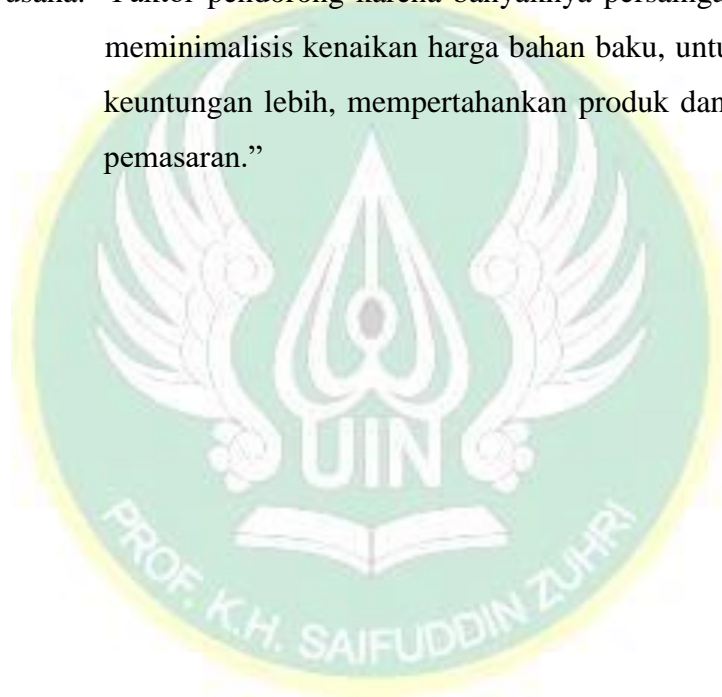 usaha: “Faktor pendorong karena banyaknya
meminimalisis kenaikan harga bahan baku,
keuntungan lebih, mempertahankan produk dan
pemasaran.”
UIN
PROF. K.H. SAIFUDDIN ZUHRI